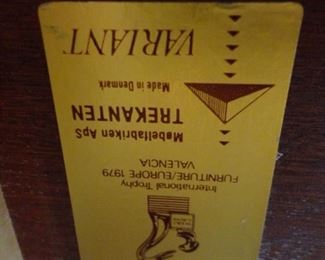 International Trophy
FURNITURE/EUROPE 1979
VALENCIA
Møbelfabriken ApS
TREKANTEN
Made in Denmark
VARIANT